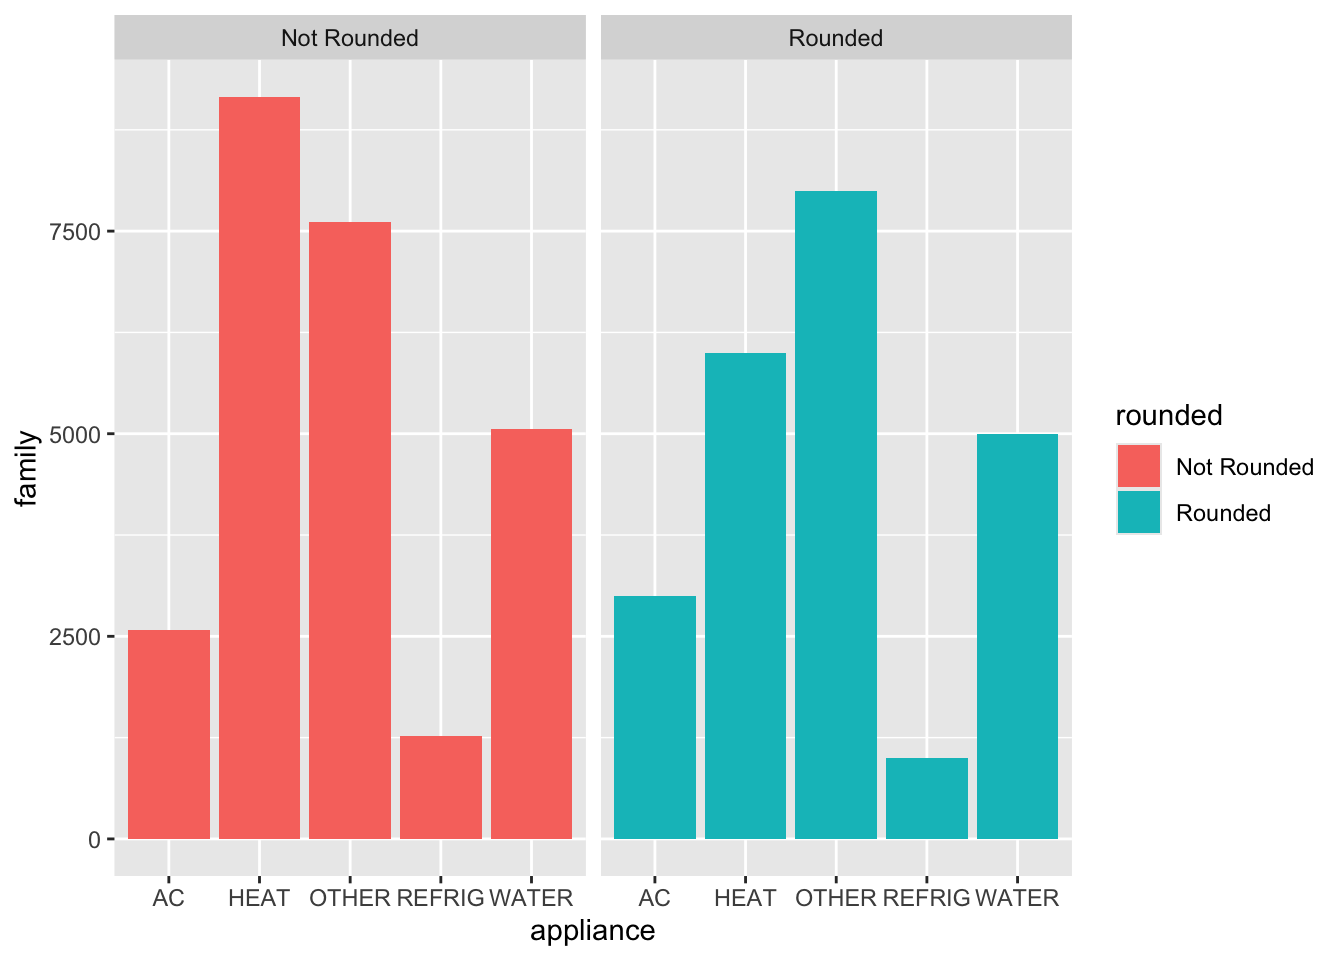 Not Rounded
Rounded
7500
5000
2500
0
family
AC HEAT OTHER REFRIG WATER
AC HEAT OTHER REFRIG WATER
appliance
rounded
Not Rounded
Rounded